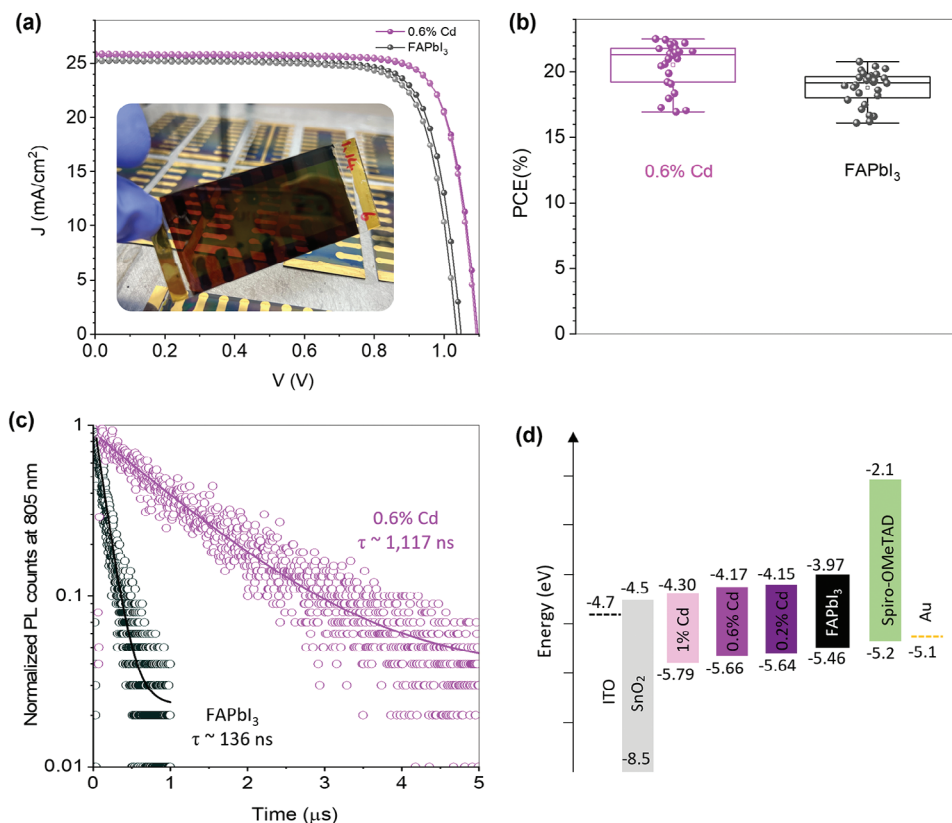 (a)
0.6% Cd
FAPbI₃
30
25
20
15
10
5
0
J (mA/cm²)
0.0 0.2 0.4 0.6 0.8 1.0
V (V)
1.14
6
(b)
20
15
10
5
0
PCE(%)
0.6% Cd
FAPbI₃
(c)
1
0.1
0.01
Normalized PL counts at 805 nm
0.6% Cd
τ ~ 1,117 ns
FAPbI₃
τ ~ 136 ns
0 1 2 3 4 5
Time (µs)
(d)
Energy (eV)
-4.7
ITO
-4.5
SnO₂
-8.5
-4.30
1% Cd
-5.79
-4.17
0.6% Cd
-5.66
-4.15
0.2% Cd
-5.64
-3.97
FAPbI₃
-5.46
-2.1
Spiro-OMeTAD
-5.2
Au
-5.1